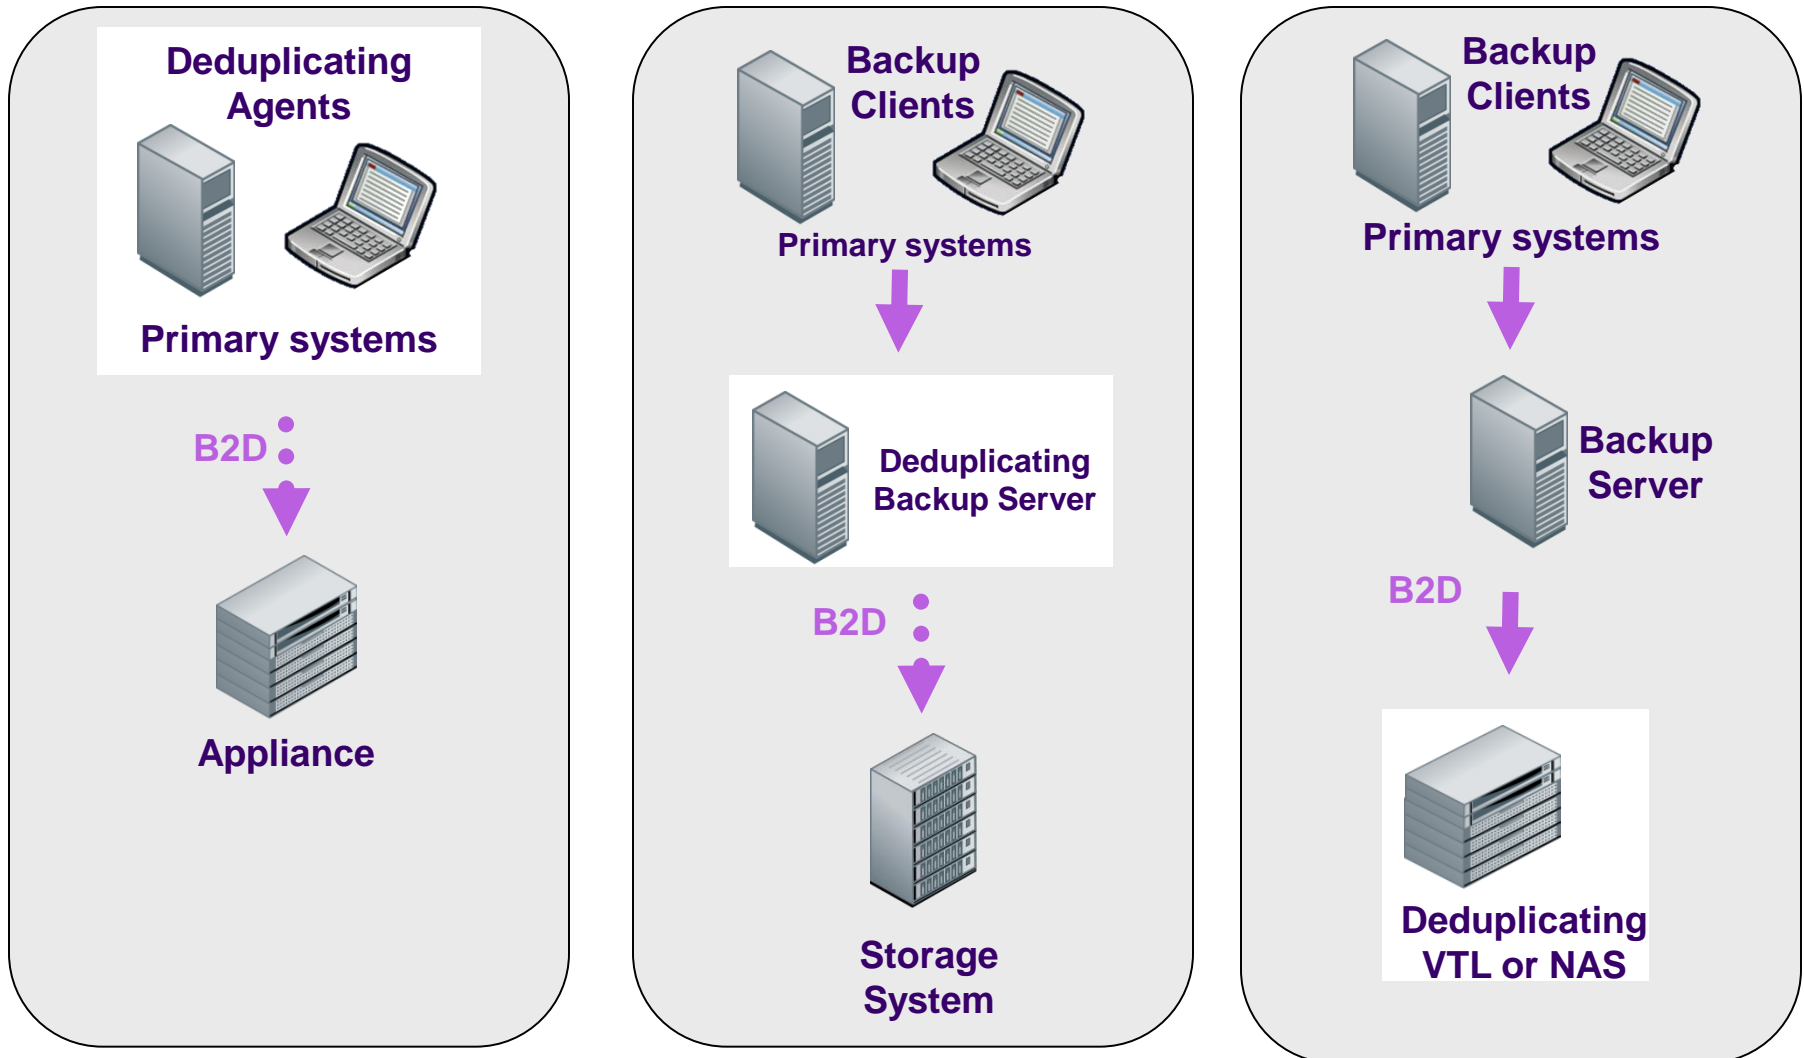 Deduplicating
Agents
Primary systems
B2D
Appliance
Backup
Clients
Primary systems
Deduplicating
Backup Server
B2D
Storage
System
Backup
Clients
Primary systems
Backup
Server
B2D
Deduplicating
VTL or NAS